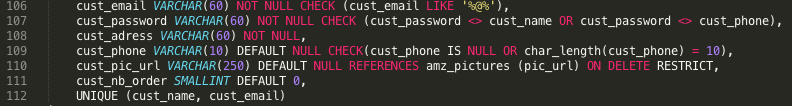 106 cust_email VARCHAR(60) NOT NULL CHECK (cust_email LIKE '%@%'),
107 cust_password VARCHAR(60) NOT NULL CHECK (cust_password <> cust_name OR cust_password <> cust_phone),
108 cust_adress VARCHAR(60) NOT NULL,
109 cust_phone VARCHAR(10) DEFAULT NULL CHECK(cust_phone IS NULL OR char_length(cust_phone) = 10),
110 cust_pic_url VARCHAR(250) DEFAULT NULL REFERENCES amz_pictures (pic_url) ON DELETE RESTRICT,
111 cust_nb_order SMALLINT DEFAULT 0,
112 UNIQUE (cust_name, cust_email)